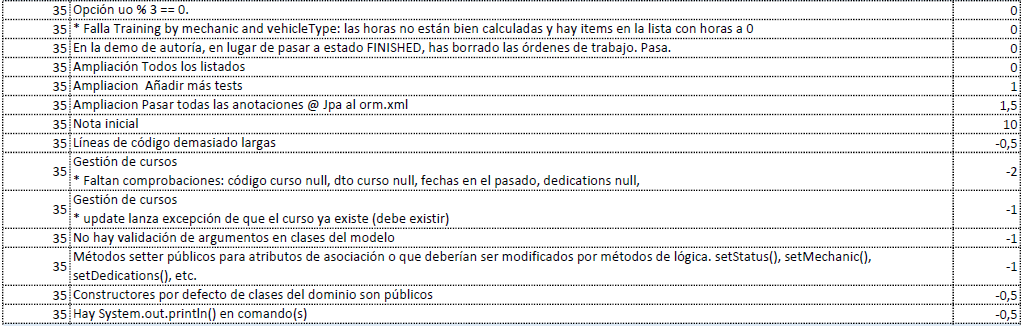 35 Opción uo % 3 == 0. 0
35 * Falla Training by mechanic and vehicleType: las horas no están bien calculadas y hay items en la lista con horas a 0 0
35 En la demo de autoría, en lugar de pasar a estado FINISHED, has borrado las órdenes de trabajo. Pasa. 0
35 Ampliación Todos los listados 0
35 Ampliacion  Añadir más tests 1
35 Ampliacion Pasar todas las anotaciones @ Jpa al orm.xml 1,5
35 Nota inicial 10
35 Líneas de código demasiado largas -0,5
Gestión de cursos
35 * Faltan comprobaciones: código curso null, dto curso null, fechas en el pasado, dedications null, -2
Gestión de cursos
35 * update lanza excepción de que el curso ya existe (debe existir) -1
35 No hay validación de argumentos en clases del modelo -1
Métodos setter públicos para atributos de asociación o que deberían ser modificados por métodos de lógica. setStatus(), setMechanic(),
35 setDedications(), etc. -1
35 Constructores por defecto de clases del dominio son públicos -0,5
35 Hay System.out.println() en comando(s) -0,5